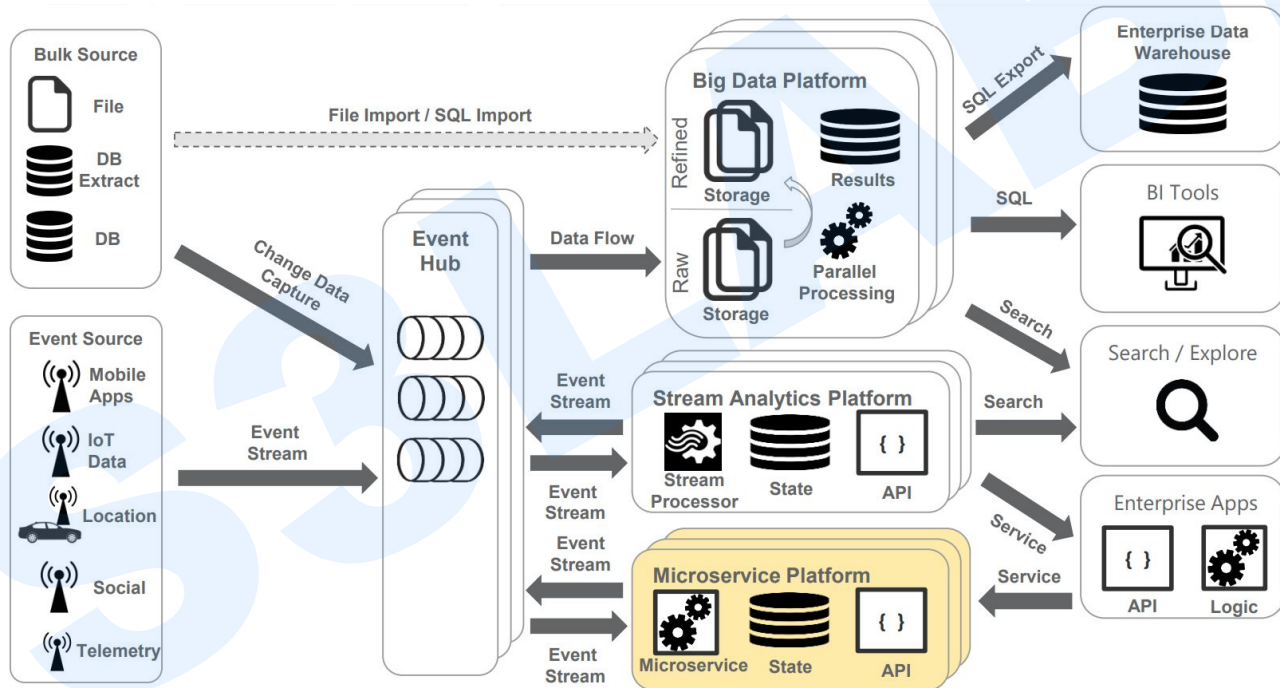 Bulk Source
File
DB
Extract
DB
Event Source
Mobile
Apps
IoT
Data
Location
Social
Telemetry
File Import / SQL Import
Change Data
Capture
Event
Stream
Event
Hub
Data Flow
Event
Stream
Event
Stream
Event
Stream
Event
Stream
Big Data Platform
Refined
Storage
Results
Raw
Storage
Parallel
Processing
Stream Analytics Platform
Stream
Processor
State
{ }
API
Microservice Platform
Microservice
State
{ }
API
SQL Export
SQL
Search
Search
Service
Service
Enterprise Data
Warehouse
BI Tools
Search / Explore
Enterprise Apps
{ }
API
Logic
S3LAB